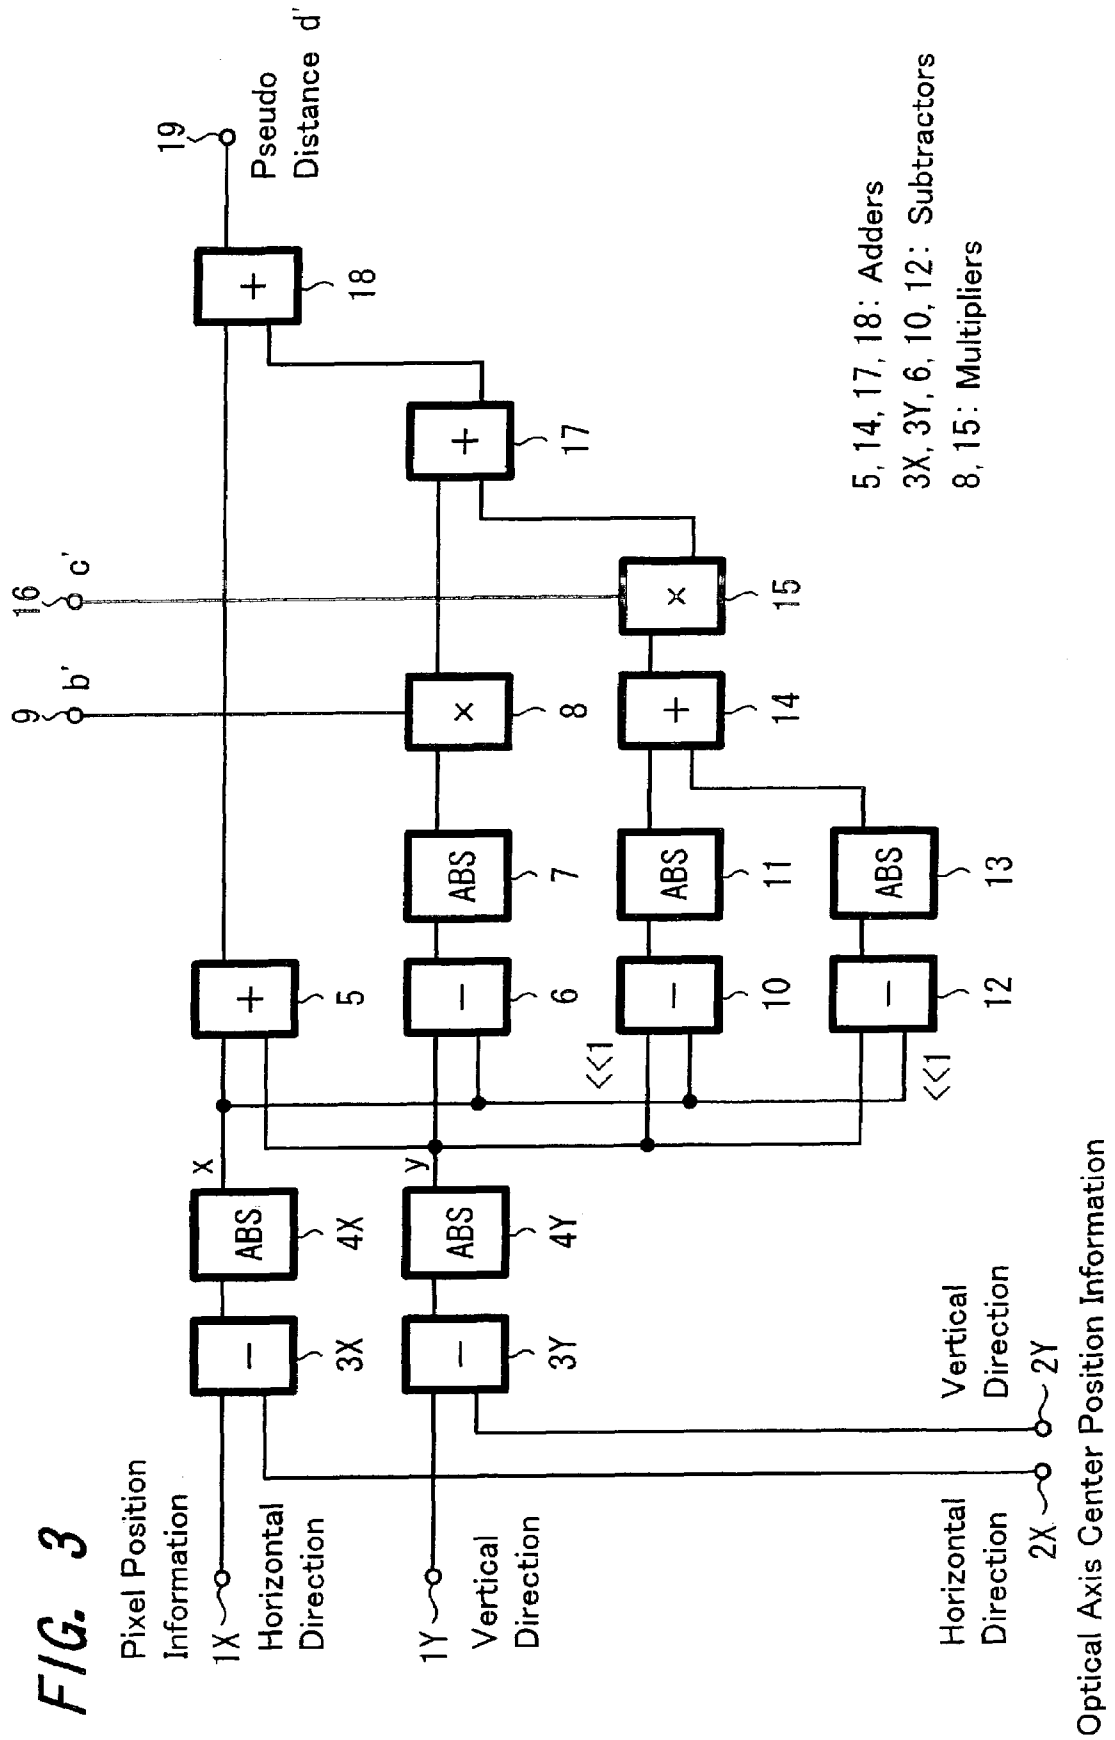 FIG. 3
Pixel Position
Information
1X
Horizontal
Direction
1Y
Vertical
Direction
Horizontal
Direction
2X
Vertical
Direction
2Y
Optical Axis Center Position Information
−
3X
ABS
4X
x
−
3Y
ABS
4Y
y
+
5
−
6
ABS
7
×
8
9
b'
<<1
−
10
ABS
11
<<1
−
12
ABS
13
+
14
×
15
16
c'
+
17
+
18
19
Pseudo
Distance d'
5, 14, 17, 18: Adders
3X, 3Y, 6, 10, 12: Subtractors
8, 15: Multipliers